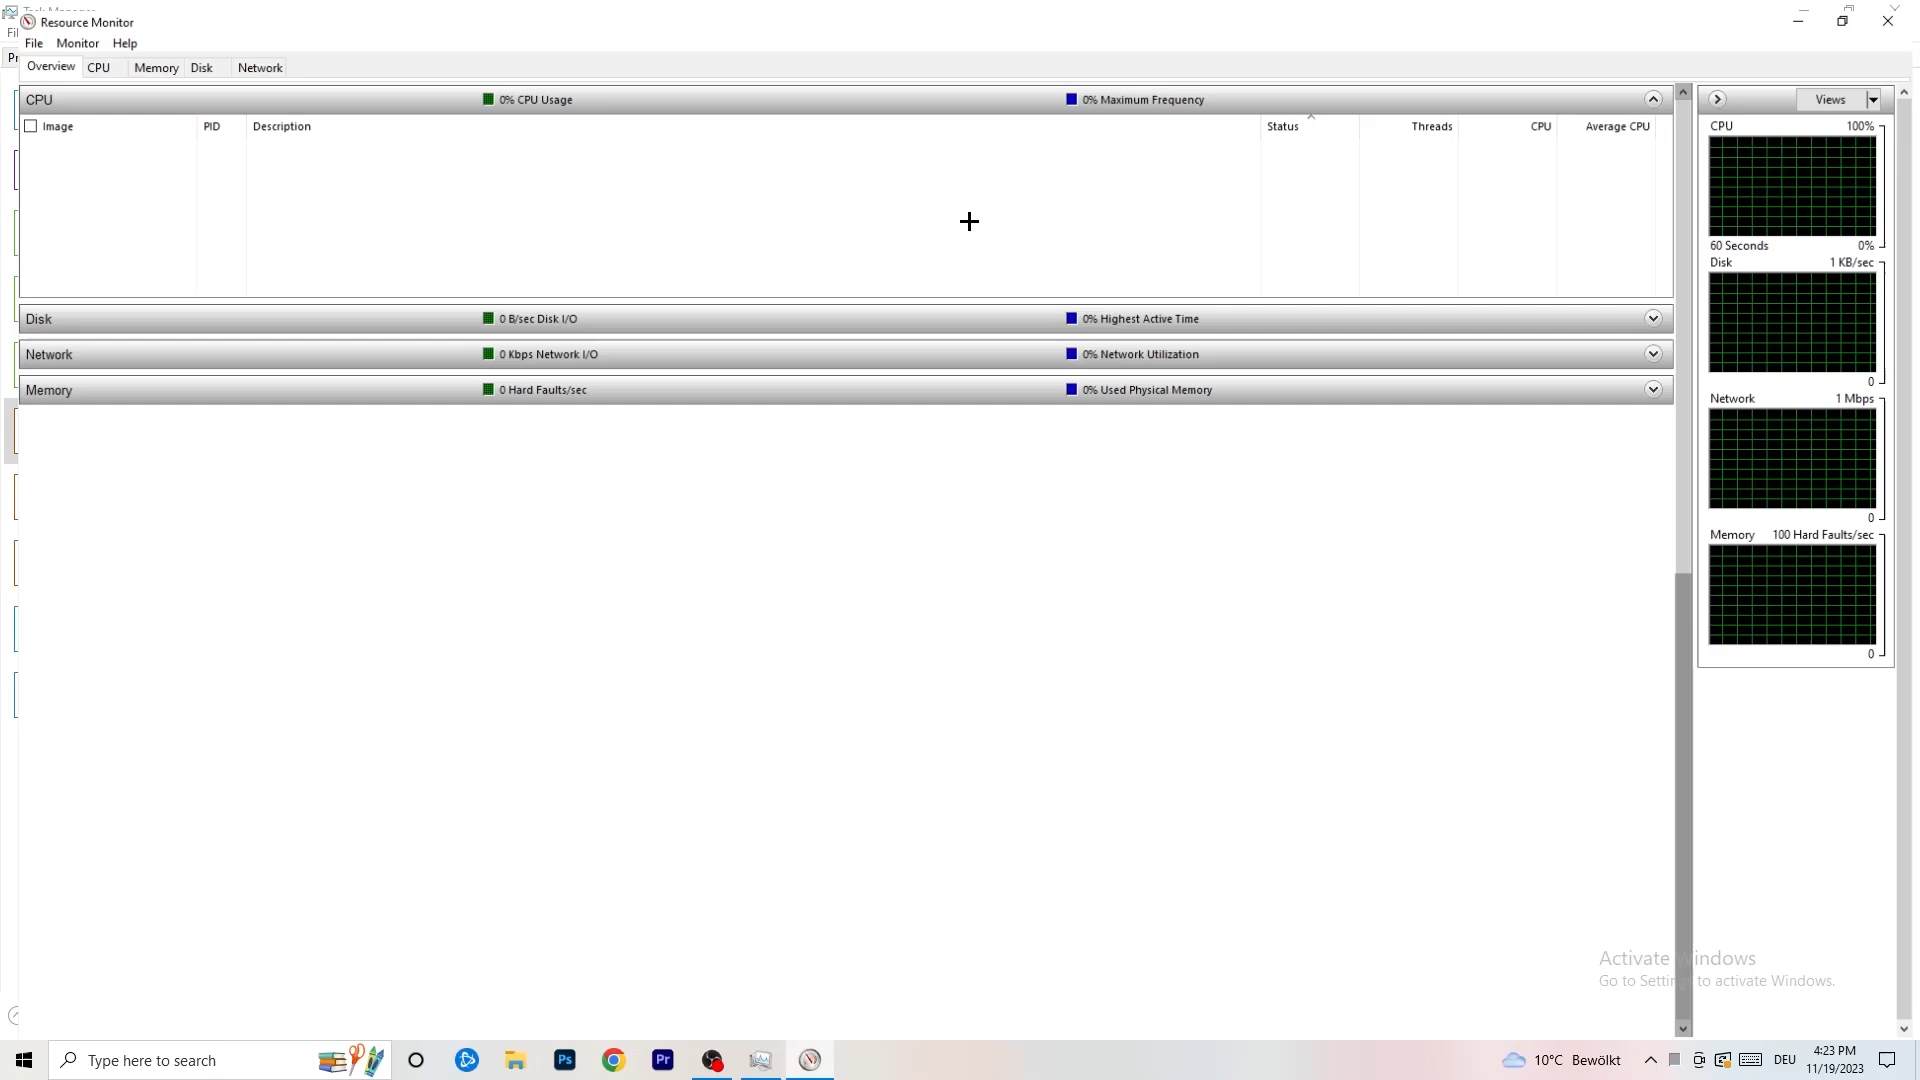 Resource Monitor
File Monitor Help
Overview CPU Memory Disk Network
CPU 0% CPU Usage 0% Maximum Frequency
Image PID Description Status Threads CPU Average CPU
Disk 0 B/sec Disk I/O 0% Highest Active Time
Network 0 Kbps Network I/O 0% Network Utilization
Memory 0 Hard Faults/sec 0% Used Physical Memory
Views
CPU 100%
60 Seconds 0%
Disk 1 KB/sec
0
Network 1 Mbps
0
Memory 100 Hard Faults/sec
0
Activate Windows
Go to Settings to activate Windows.
Type here to search
Ps
Pr
10°C Bewölkt
DEU
4:23 PM
11/19/2023